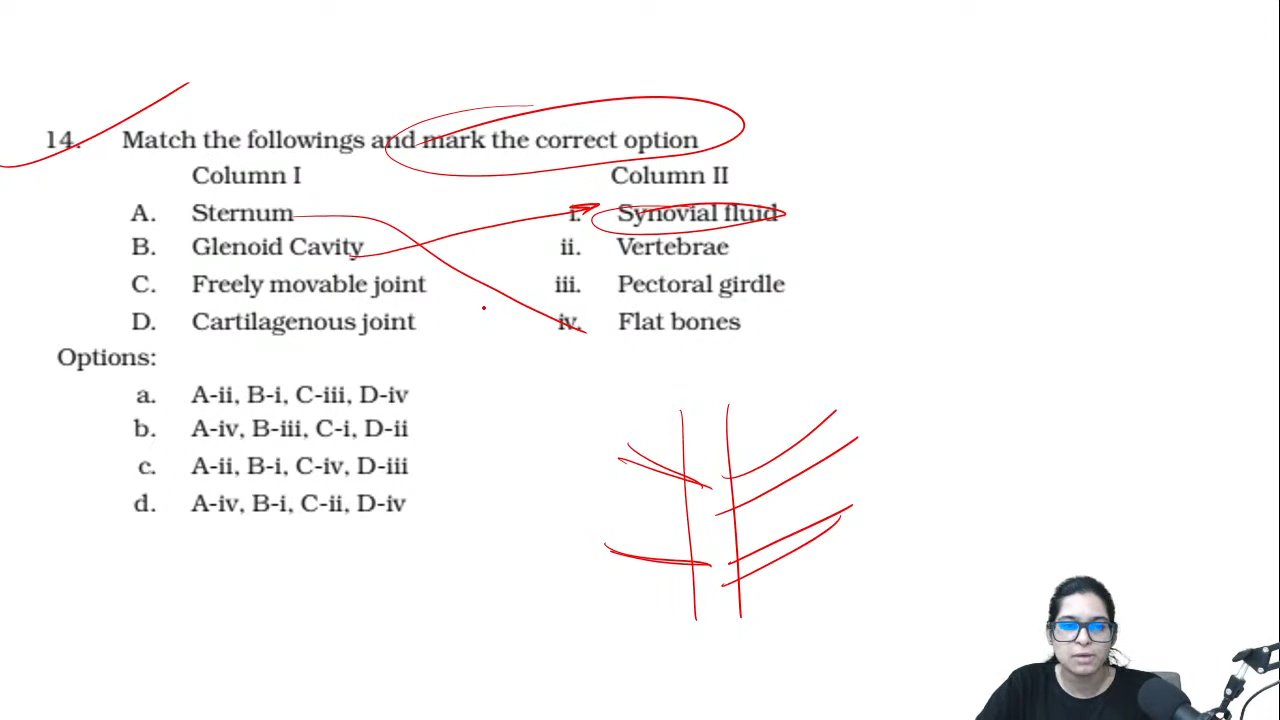 14. Match the followings and mark the correct option
Column I Column II
A. Sternum i. Synovial fluid
B. Glenoid Cavity ii. Vertebrae
C. Freely movable joint iii. Pectoral girdle
D. Cartilagenous joint iv. Flat bones
Options:
a. A-ii, B-i, C-iii, D-iv
b. A-iv, B-iii, C-i, D-ii
c. A-ii, B-i, C-iv, D-iii
d. A-iv, B-i, C-ii, D-iv